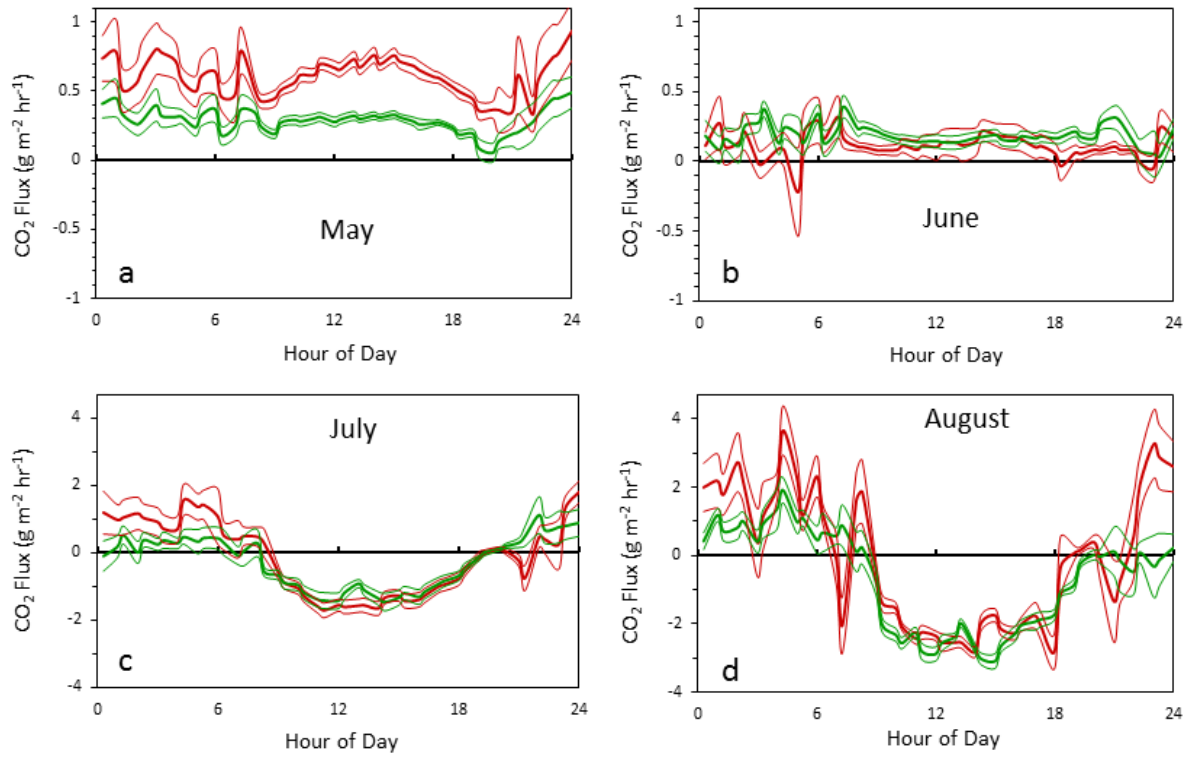 1
0.5
0
-0.5
-1
CO₂ Flux (g m⁻² hr⁻¹)
May
a
0 6 12 18 24
Hour of Day
1
0.5
0
-0.5
-1
CO₂ Flux (g m⁻² hr⁻¹)
June
b
0 6 12 18 24
Hour of Day
4
2
0
-2
-4
CO₂ Flux (g m⁻² hr⁻¹)
July
c
0 6 12 18 24
Hour of Day
4
2
0
-2
-4
CO₂ Flux (g m⁻² hr⁻¹)
August
d
0 6 12 18 24
Hour of Day